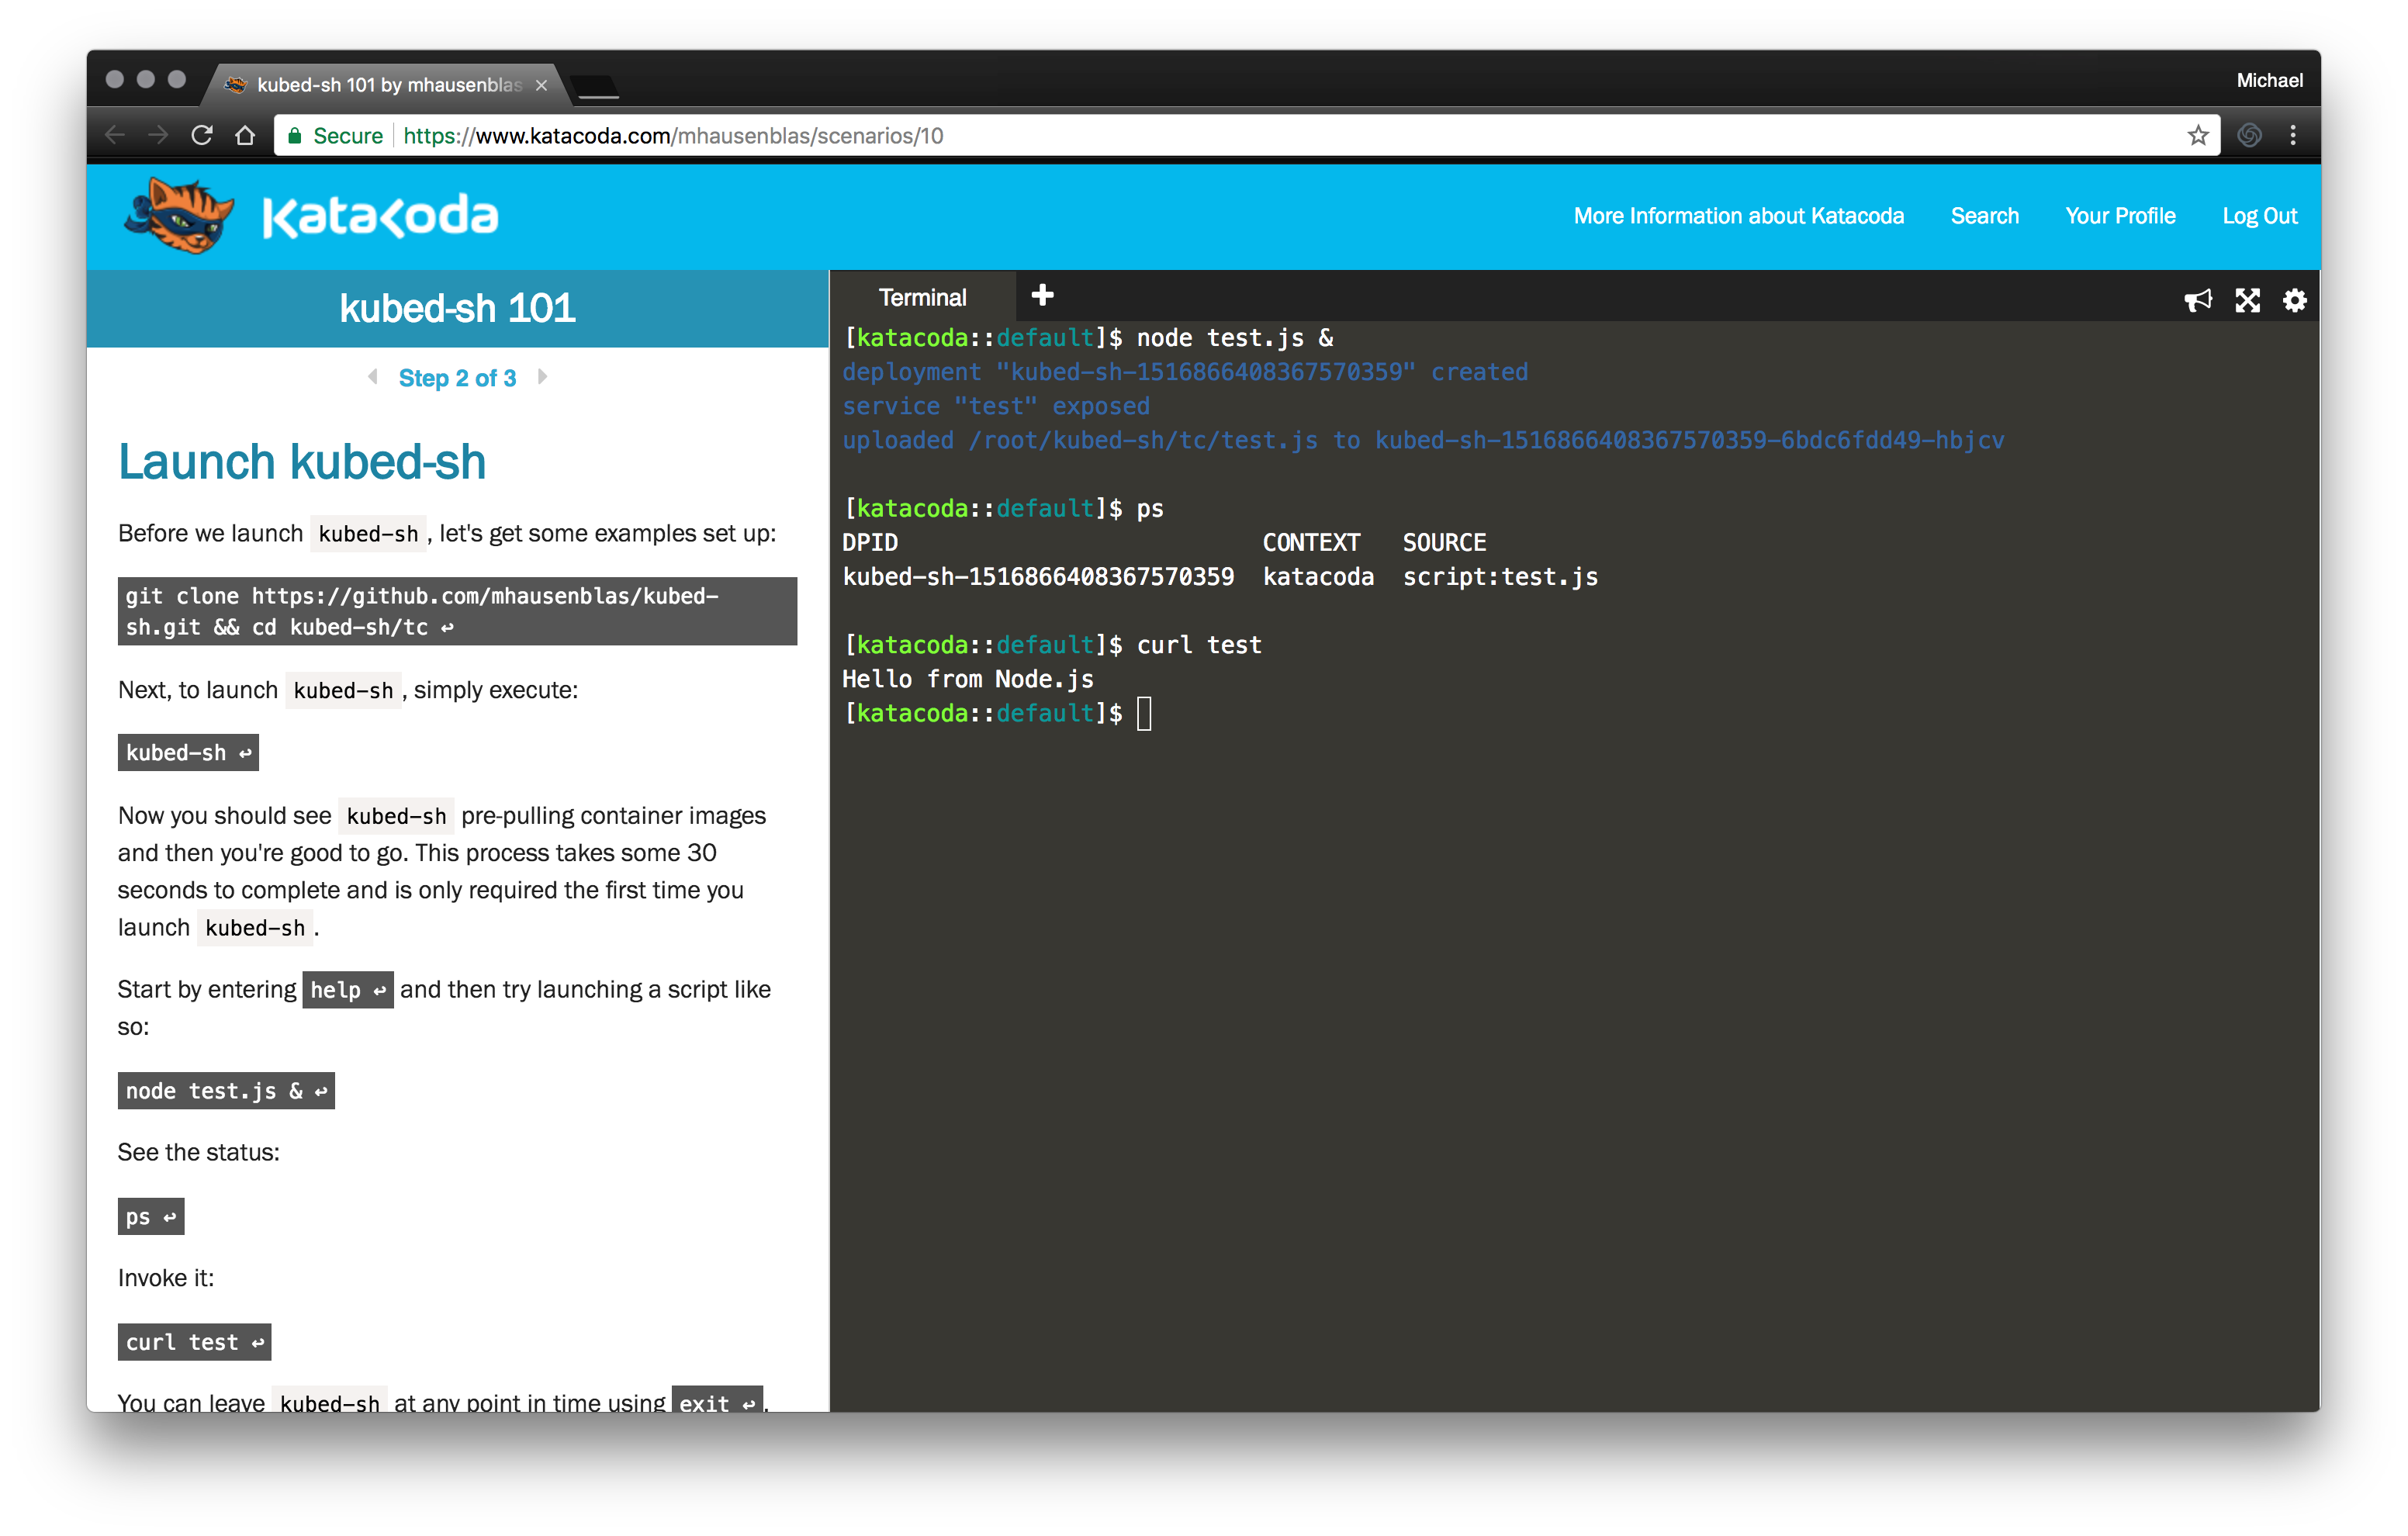 kubed-sh 101 by mhausenblas
Michael
Secure https://www.katacoda.com/mhausenblas/scenarios/10
Katacoda
More Information about Katacoda Search Your Profile Log Out
kubed-sh 101
Step 2 of 3
Launch kubed-sh
Before we launch kubed-sh, let's get some examples set up:
git clone https://github.com/mhausenblas/kubed-
sh.git && cd kubed-sh/tc ↩
Next, to launch kubed-sh, simply execute:
kubed-sh ↩
Now you should see kubed-sh pre-pulling container images
and then you're good to go. This process takes some 30
seconds to complete and is only required the first time you
launch kubed-sh.
Start by entering help ↩ and then try launching a script like
so:
node test.js & ↩
See the status:
ps ↩
Invoke it:
curl test ↩
You can leave kubed-sh at any point in time using exit ↩.
Terminal
[katacoda::default]$ node test.js &
deployment "kubed-sh-1516866408367570359" created
service "test" exposed
uploaded /root/kubed-sh/tc/test.js to kubed-sh-1516866408367570359-6bdc6fdd49-hbjcv
[katacoda::default]$ ps
DPID CONTEXT SOURCE
kubed-sh-1516866408367570359 katacoda script:test.js
[katacoda::default]$ curl test
Hello from Node.js
[katacoda::default]$